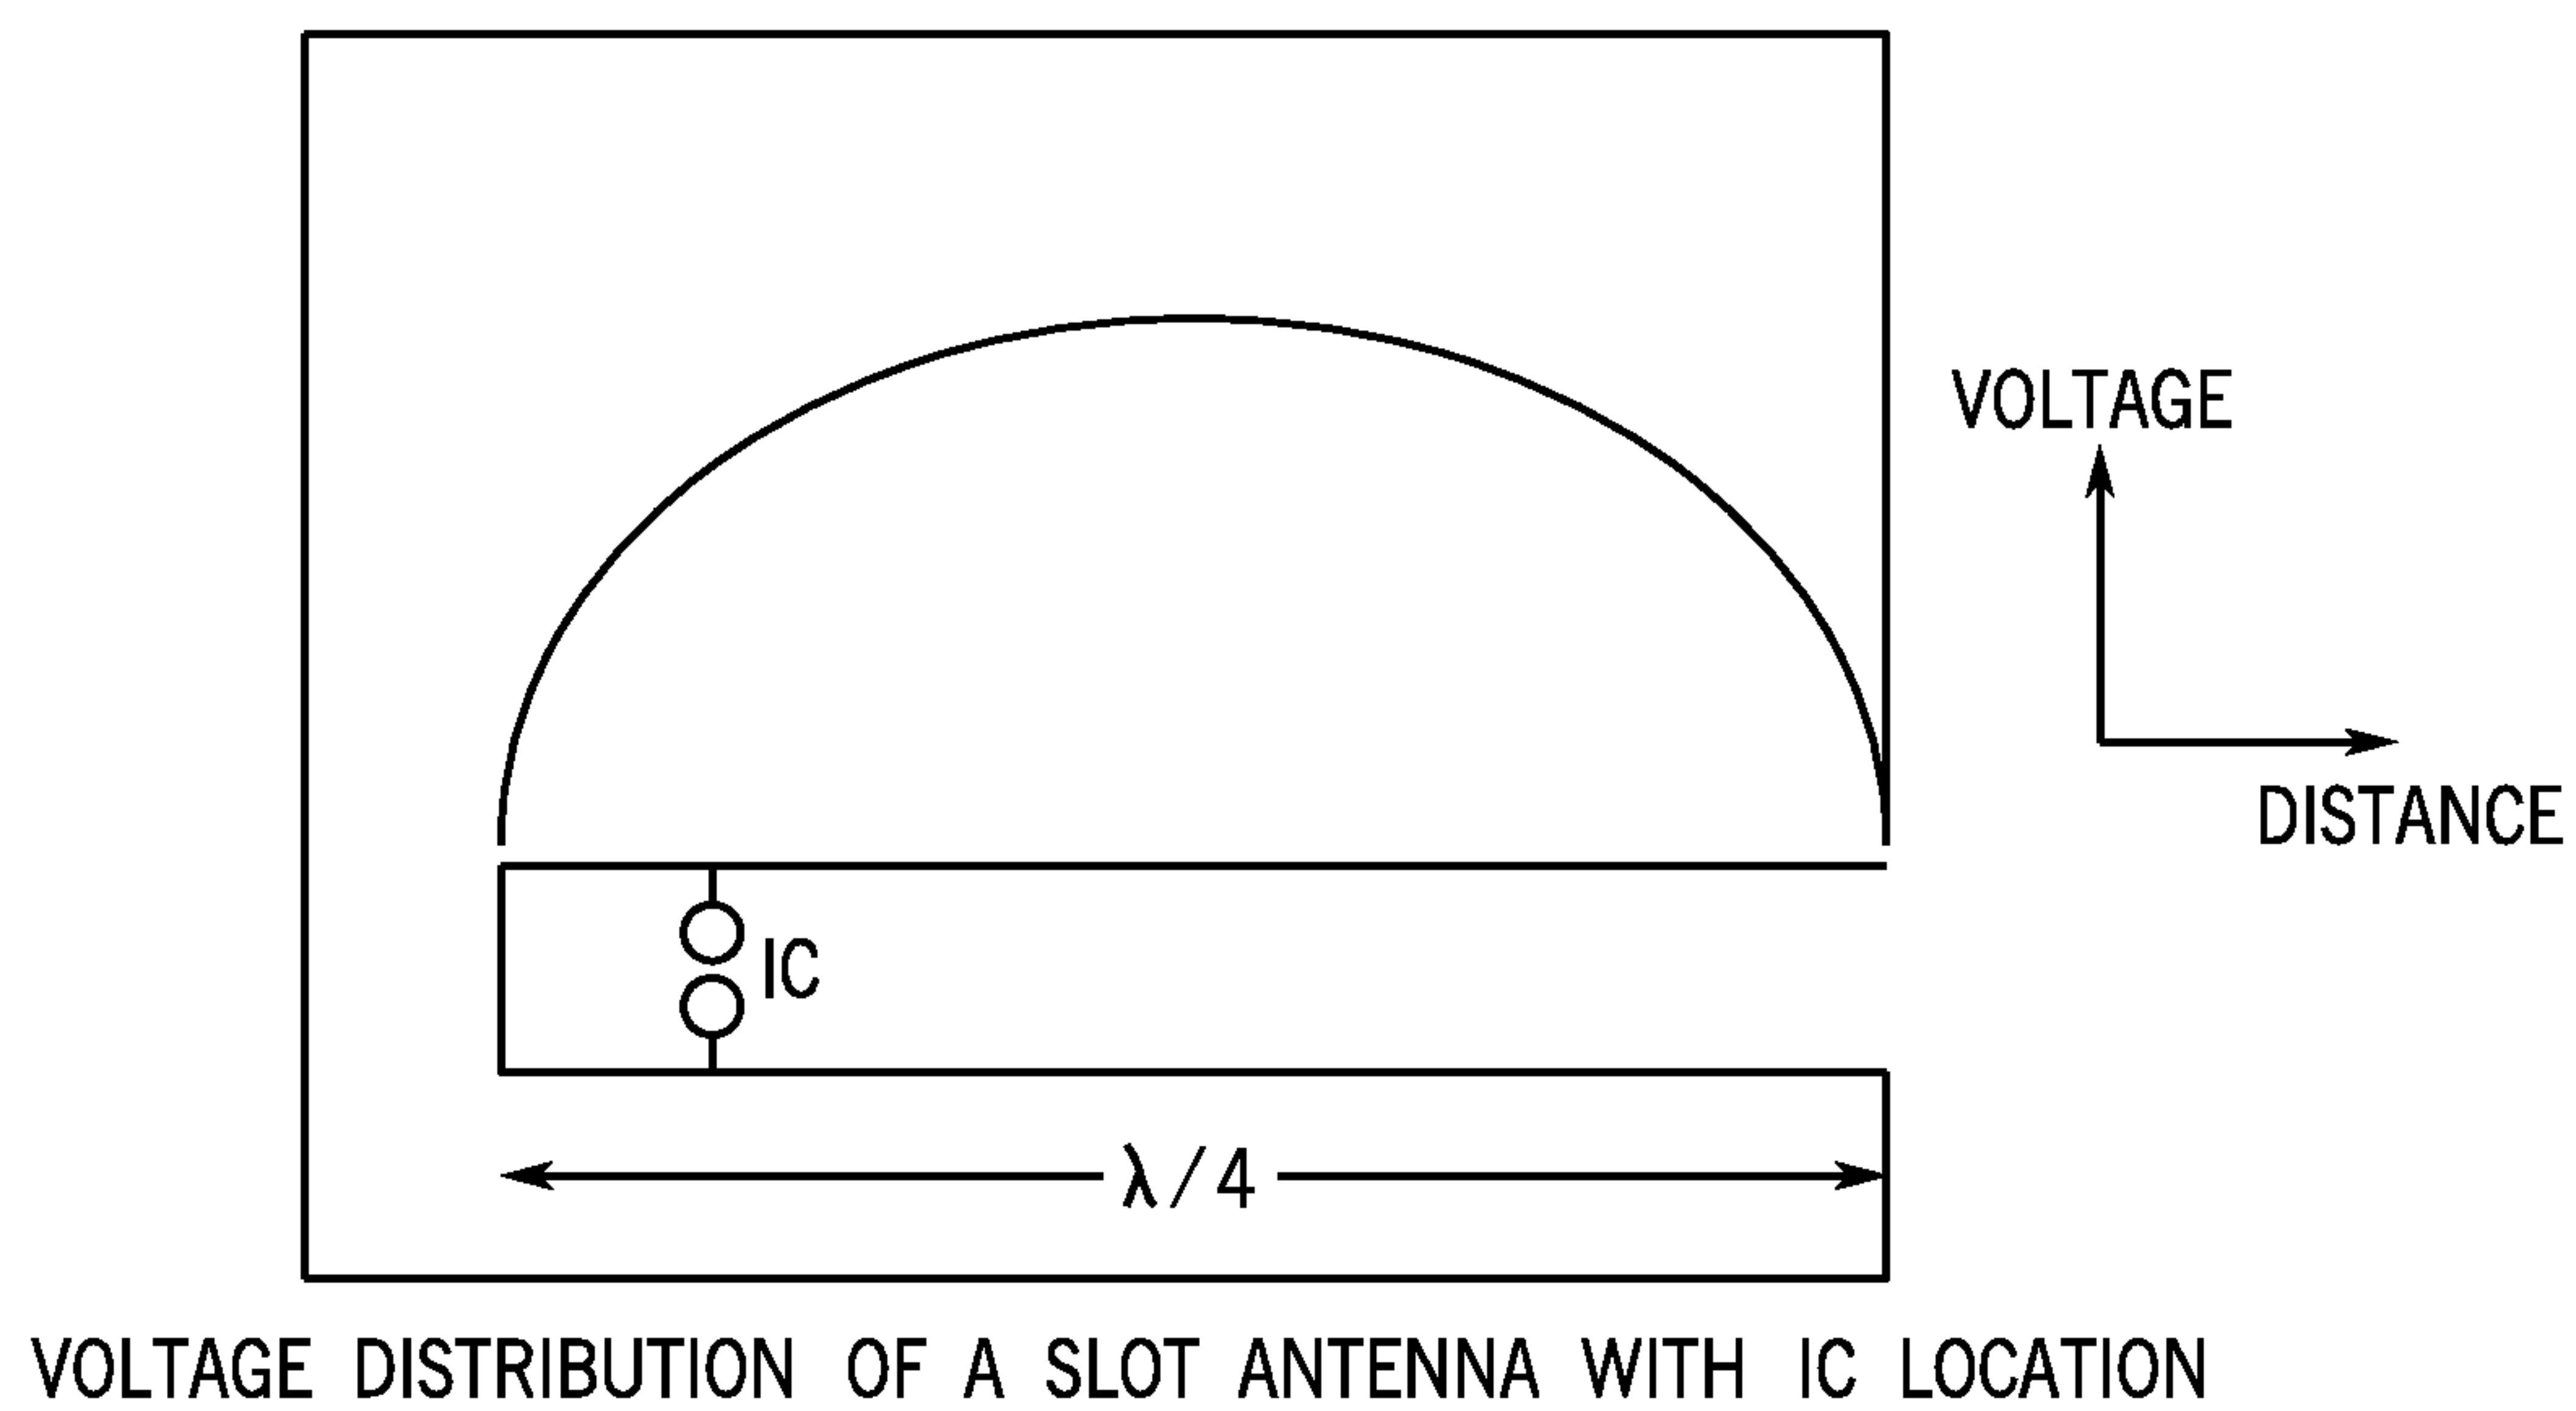 VOLTAGE
DISTANCE
IC
λ/4
VOLTAGE DISTRIBUTION OF A SLOT ANTENNA WITH IC LOCATION